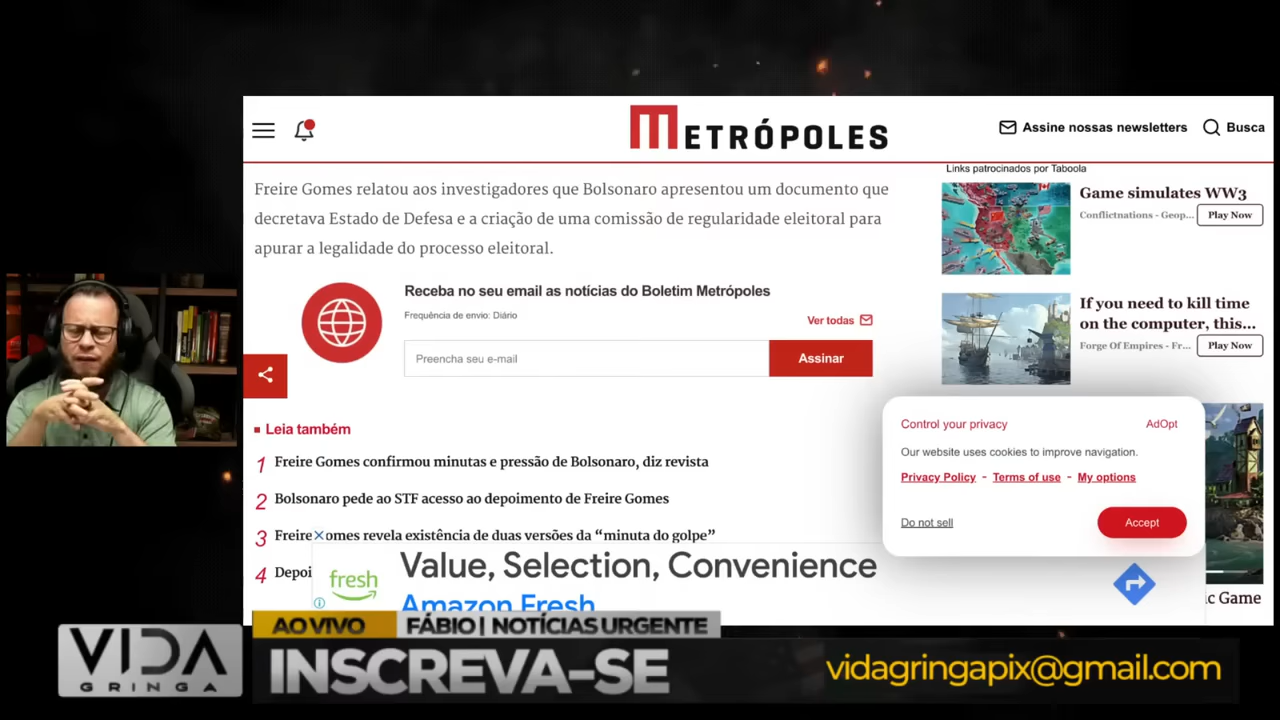 METRÓPOLES
Assine nossas newsletters
Busca
Freire Gomes relatou aos investigadores que Bolsonaro apresentou um documento que
decretava Estado de Defesa e a criação de uma comissão de regularidade eleitoral para
apurar a legalidade do processo eleitoral.
Receba no seu email as notícias do Boletim Metrópoles
Frequência de envio: Diário
Ver todas
Preencha seu e-mail
Assinar
Leia também
1 Freire Gomes confirmou minutas e pressão de Bolsonaro, diz revista
2 Bolsonaro pede ao STF acesso ao depoimento de Freire Gomes
3 Freire omes revela existência de duas versões da “minuta do golpe”
4 Depoi
Links patrocinados por Taboola
Game simulates WW3
Conflictnations - Geop...
Play Now
If you need to kill time
on the computer, this...
Forge Of Empires - Fr...
Play Now
Control your privacy
AdOpt
Our website uses cookies to improve navigation.
Privacy Policy - Terms of use - My options
Do not sell
Accept
ic Game
fresh
Value, Selection, Convenience
Amazon Fresh
AO VIVO
FÁBIO | NOTÍCIAS URGENTE
VIDA
GRINGA
INSCREVA-SE
vidagringapix@gmail.com